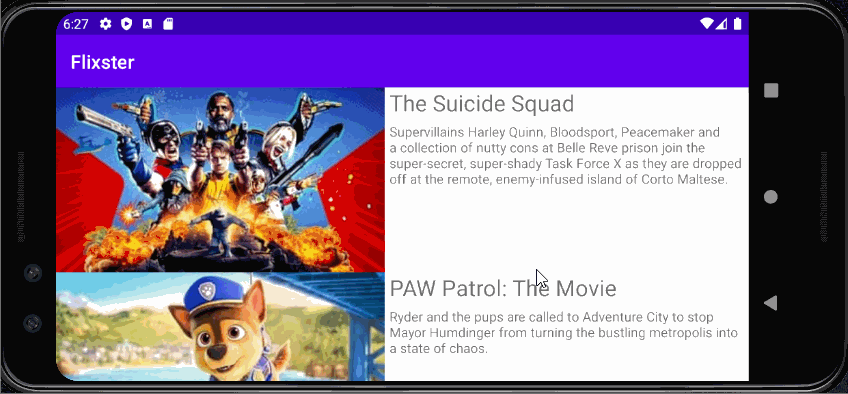 6:27
Flixster
The Suicide Squad
Supervillains Harley Quinn, Bloodsport, Peacemaker and
a collection of nutty cons at Belle Reve prison join the
super-secret, super-shady Task Force X as they are dropped
off at the remote, enemy-infused island of Corto Maltese.
PAW Patrol: The Movie
Ryder and the pups are called to Adventure City to stop
Mayor Humdinger from turning the bustling metropolis into
a state of chaos.